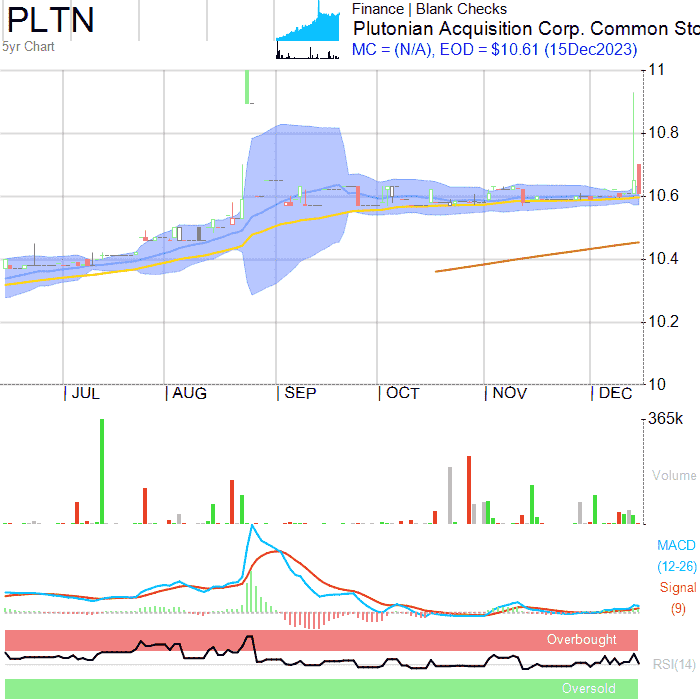 PLTN
5yr Chart
Finance | Blank Checks
Plutonian Acquisition Corp. Common Sto
MC = (N/A), EOD = $10.61 (15Dec2023)
11
10.8
10.6
10.4
10.2
10
JUL AUG SEP OCT NOV DEC
365k
Volume
MACD
(12-26)
Signal
(9)
Overbought
RSI(14)
Oversold